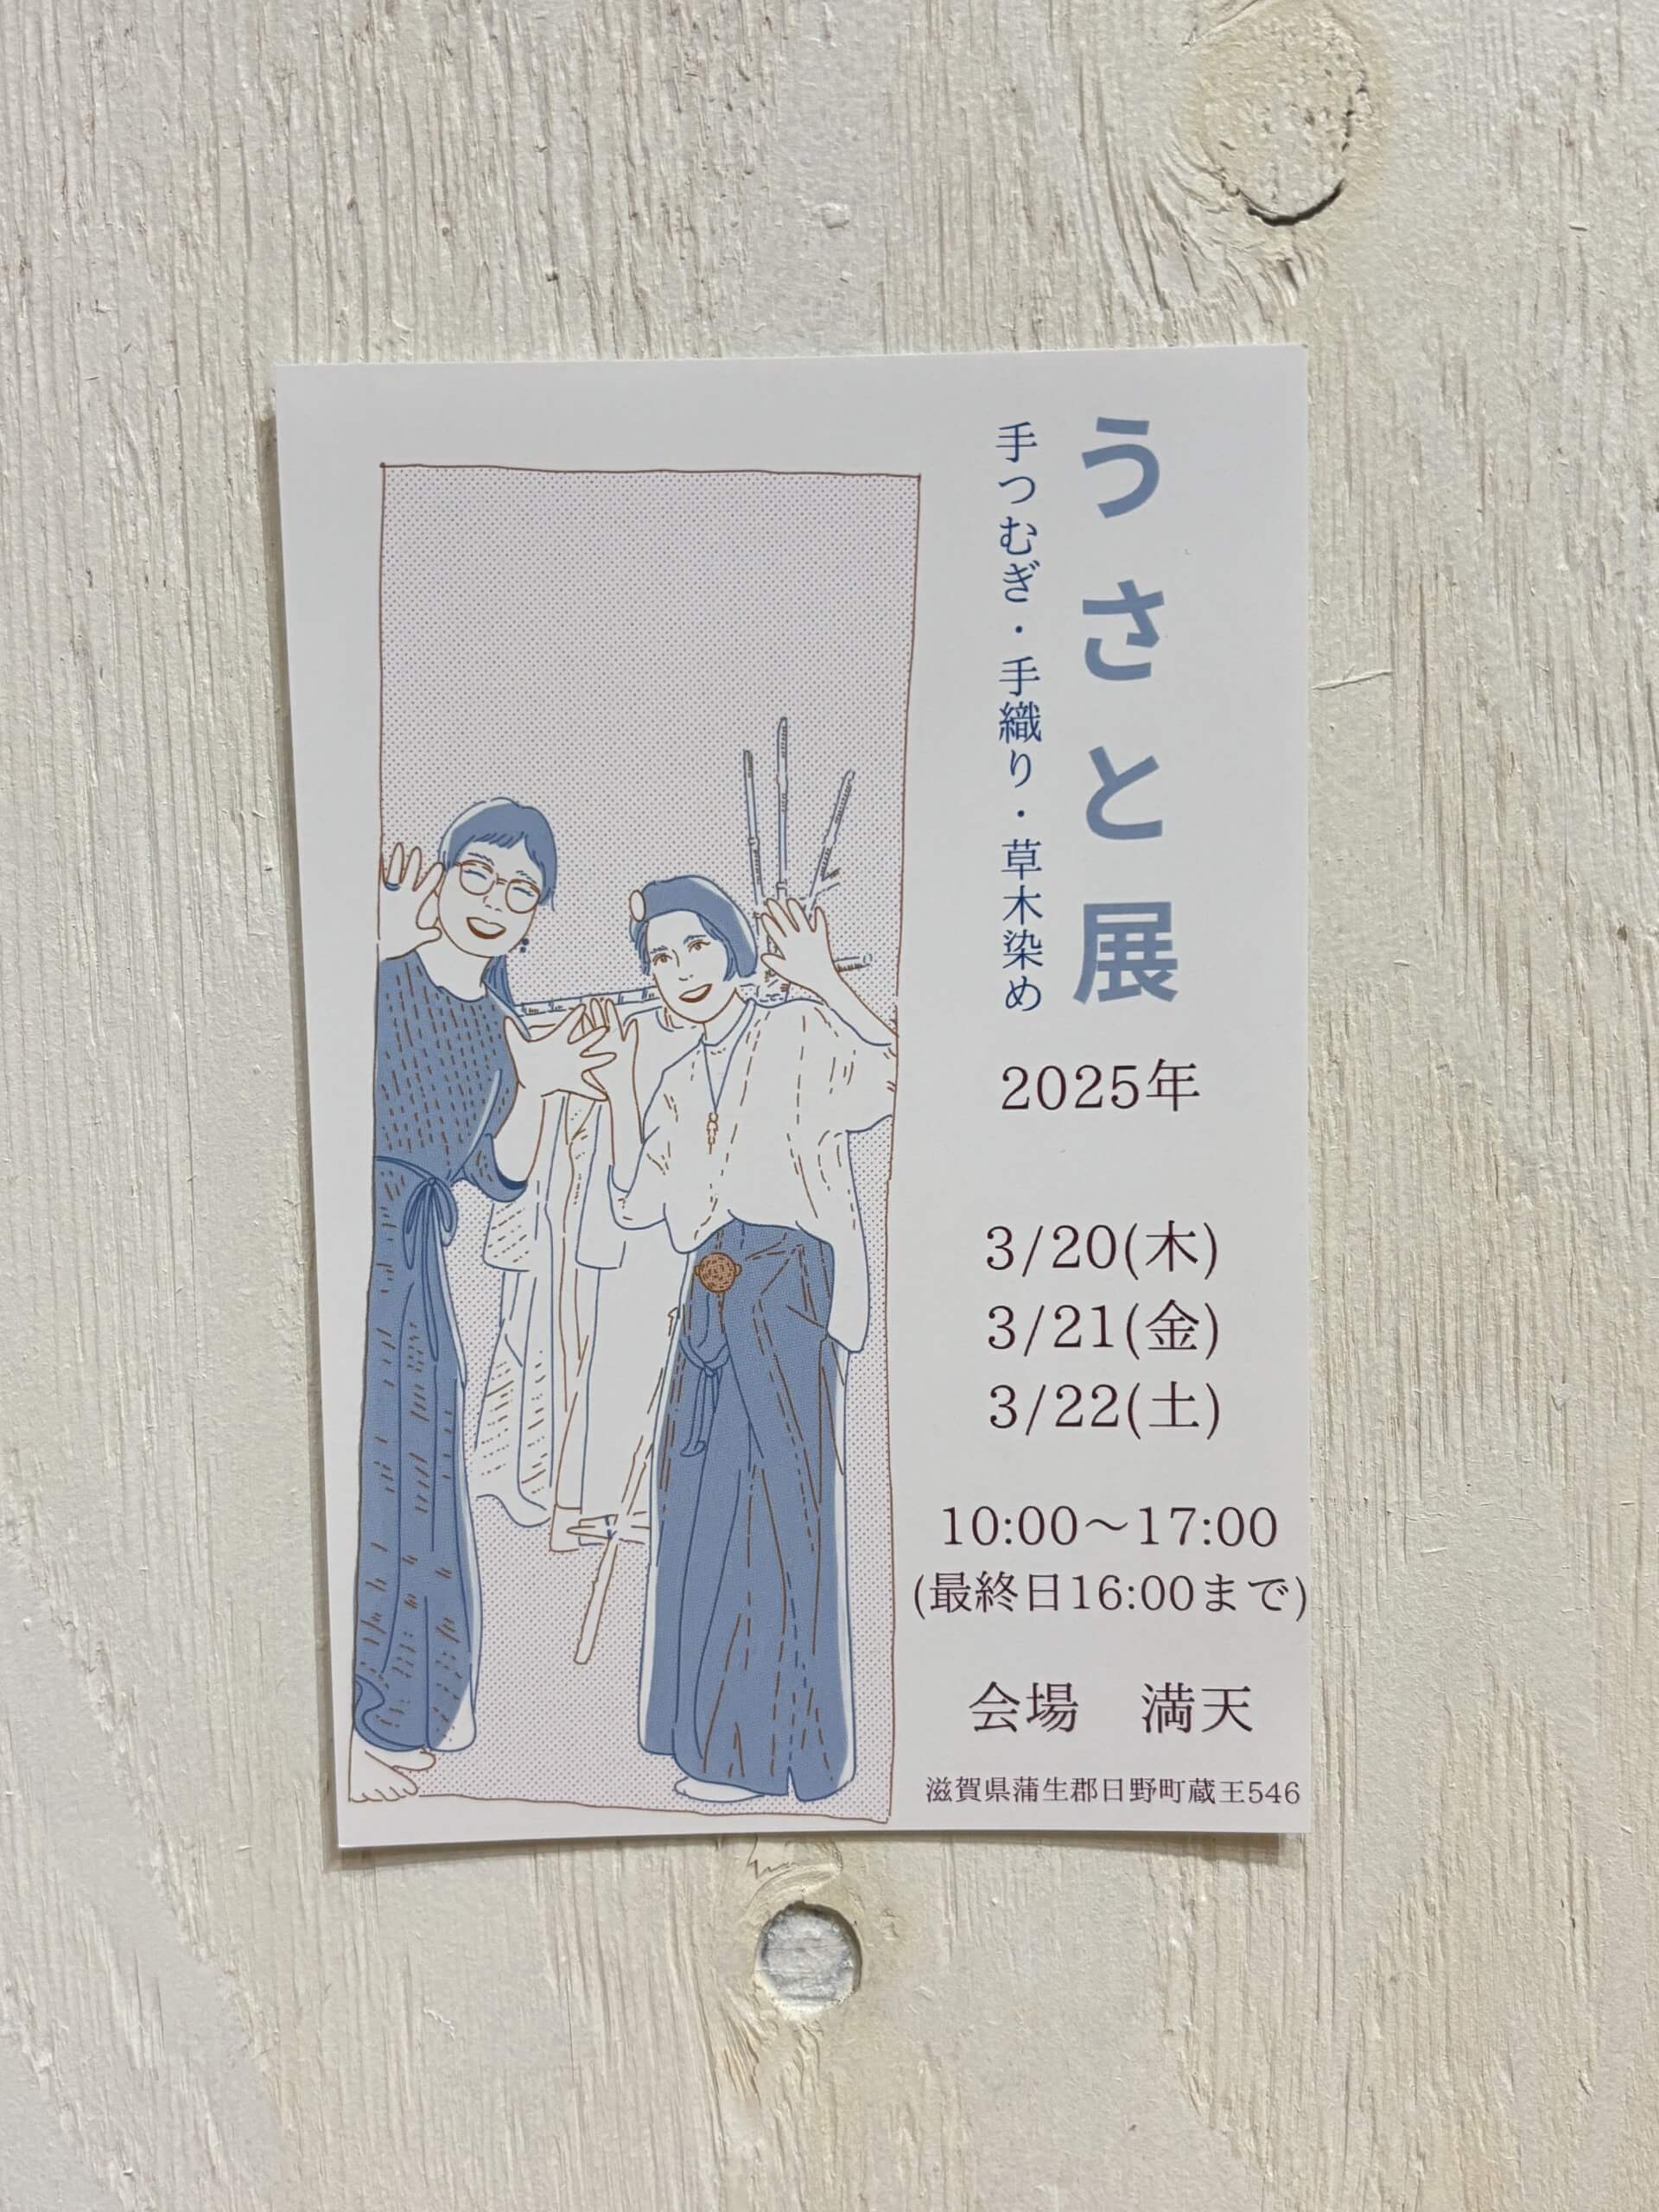 うさと展
手つむぎ・手織り・草木染め
2025年
3/20(木)
3/21(金)
3/22(土)
10:00〜17:00
(最終日16:00まで)
会場　満天
滋賀県蒲生郡日野町蔵王546